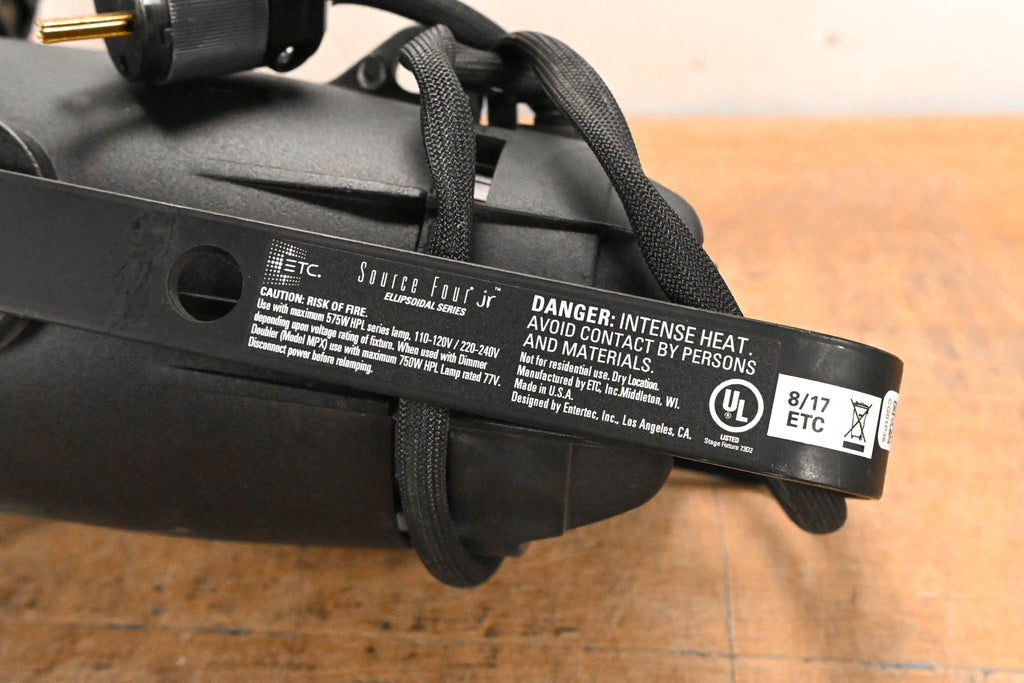 ETC.
Source Four® jr™
ELLIPSOIDAL SERIES
CAUTION: RISK OF FIRE.
Use with maximum 575W HPL series lamp, 110-120V / 220-240V
depending upon voltage rating of fixture. When used with Dimmer
Doubler (Model MPX) use with maximum 750W HPL Lamp rated 77V.
Disconnect power before relamping.
DANGER: INTENSE HEAT.
AVOID CONTACT BY PERSONS
AND MATERIALS.
Not for residential use. Dry Location.
Manufactured by ETC, Inc. Middleton, WI.
Made in U.S.A.
Designed by Entertec, Inc., Los Angeles, CA.
UL ®
LISTED
Stage Fixture 73D2
8/17
ETC